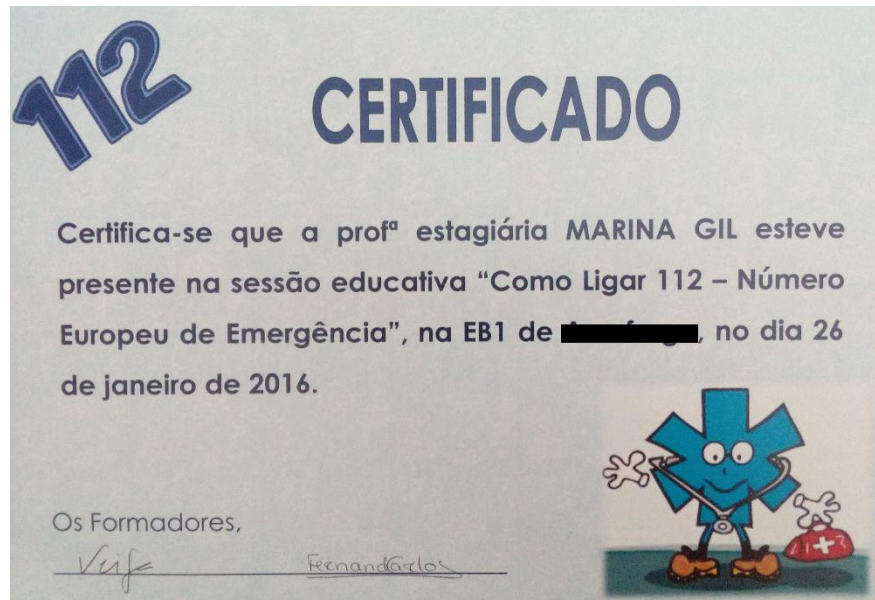 112
CERTIFICADO
Certifica-se que a profª estagiária MARINA GIL esteve
presente na sessão educativa “Como Ligar 112 – Número
Europeu de Emergência”, na EB1 de , no dia 26
de janeiro de 2016.
Os Formadores,